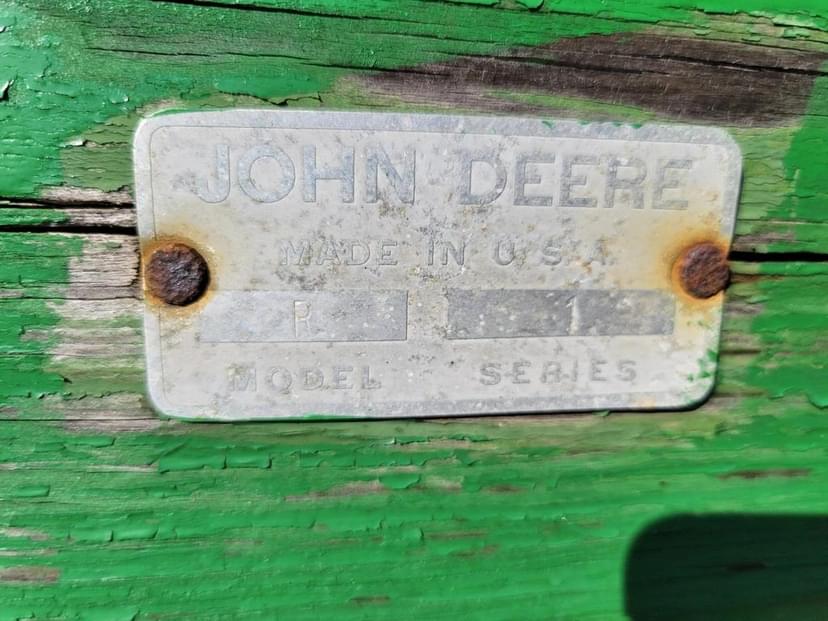 JOHN DEERE
MADE IN U.S.A.
R 1
MODEL SERIES